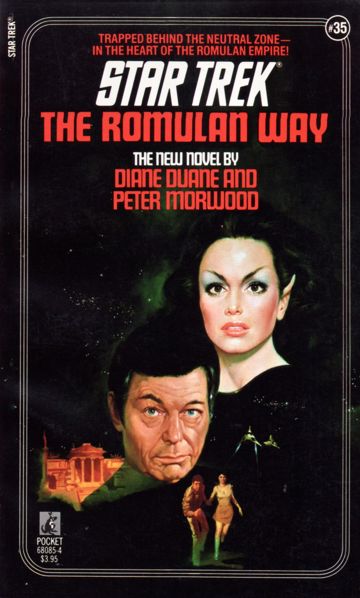 STAR TREK®
#35
TRAPPED BEHIND THE NEUTRAL ZONE—
IN THE HEART OF THE ROMULAN EMPIRE!
STAR TREK®
THE ROMULAN WAY
THE NEW NOVEL BY
DIANE DUANE AND
PETER MORWOOD
POCKET
68085-4
$3.95